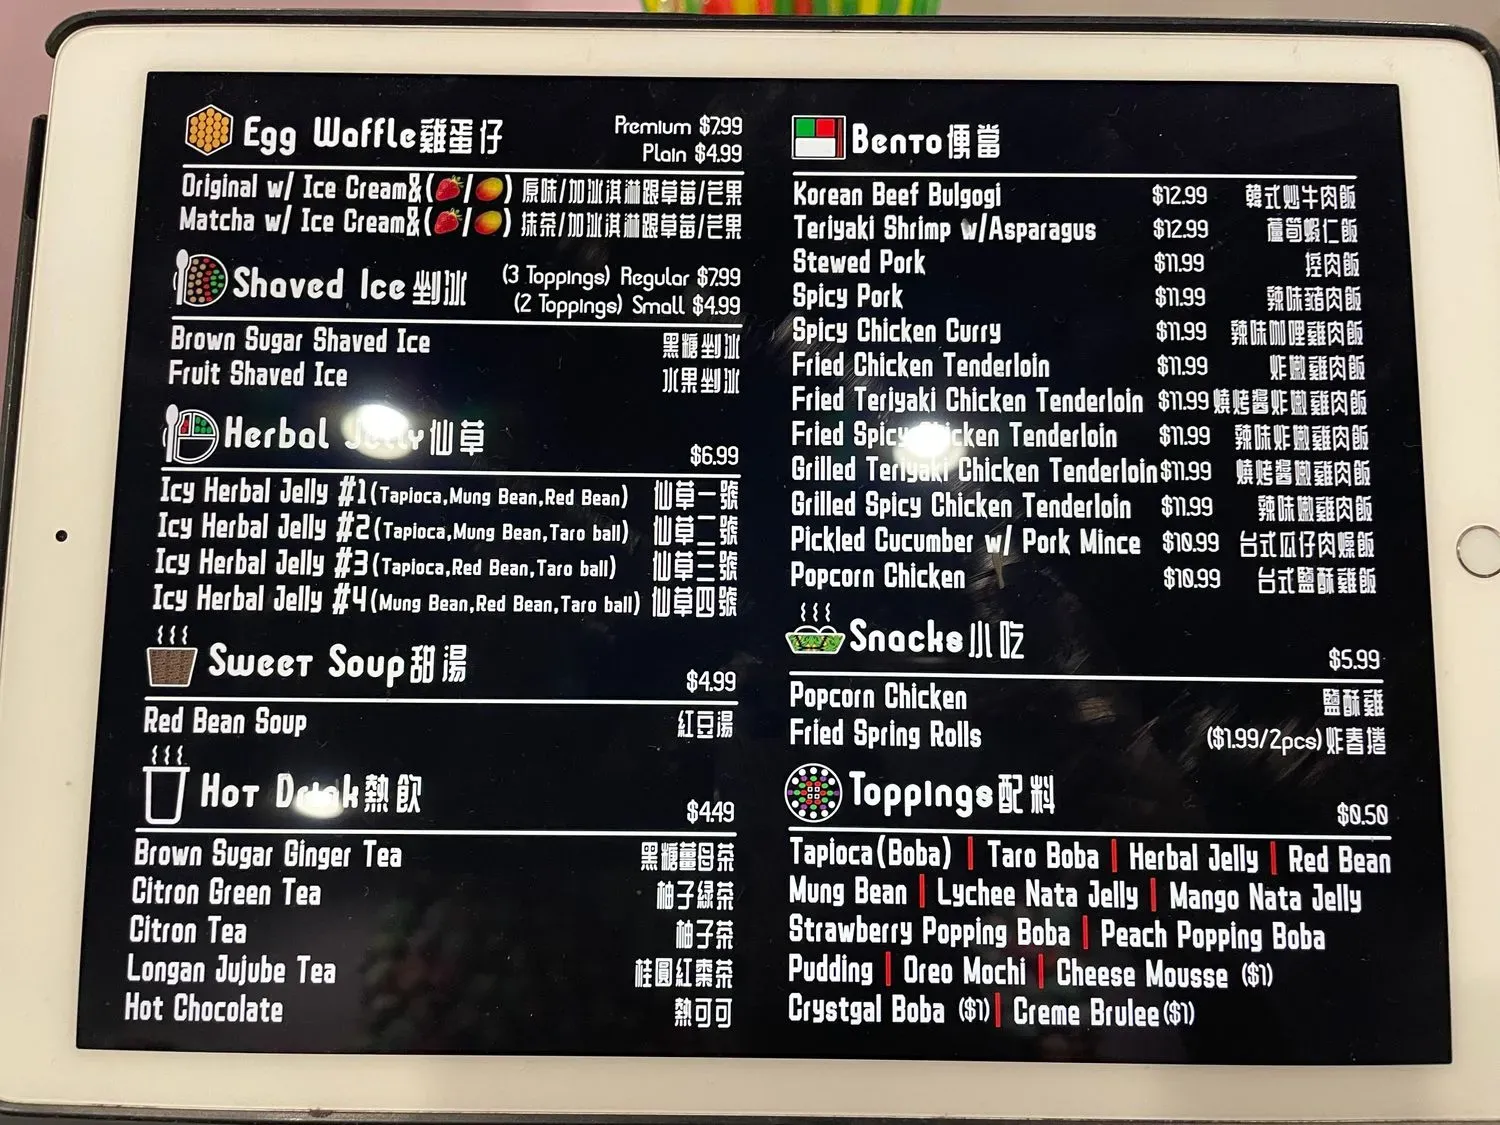 Egg Waffle雞蛋仔 Premium $7.99
Plain $4.99
Original w/ Ice Cream&(🍓/🥭) 原味/加冰淇淋跟草莓/芒果
Matcha w/ Ice Cream&(🍓/🥭) 抹茶/加冰淇淋跟草莓/芒果
Shaved Ice 剉冰 (3 Toppings) Regular $7.99
(2 Toppings) Small $4.99
Brown Sugar Shaved Ice 黑糖剉冰
Fruit Shaved Ice 水果剉冰
Herbal Jelly仙草 $6.99
Icy Herbal Jelly #1(Tapioca,Mung Bean,Red Bean) 仙草一號
Icy Herbal Jelly #2(Tapioca,Mung Bean,Taro ball) 仙草二號
Icy Herbal Jelly #3(Tapioca,Red Bean,Taro ball) 仙草三號
Icy Herbal Jelly #4(Mung Bean,Red Bean,Taro ball) 仙草四號
Sweet Soup甜湯 $4.99
Red Bean Soup 紅豆湯
Hot Drink熱飲 $4.49
Brown Sugar Ginger Tea 黑糖薑母茶
Citron Green Tea 柚子綠茶
Citron Tea 柚子茶
Longan Jujube Tea 桂圓紅棗茶
Hot Chocolate 熱可可
Bento便當
Korean Beef Bulgogi $12.99 韓式炒牛肉飯
Teriyaki Shrimp w/Asparagus $12.99 蘆筍蝦仁飯
Stewed Pork $11.99 控肉飯
Spicy Pork $11.99 辣味豬肉飯
Spicy Chicken Curry $11.99 辣味咖哩雞肉飯
Fried Chicken Tenderloin $11.99 炸嫩雞肉飯
Fried Teriyaki Chicken Tenderloin $11.99 燒烤醬炸嫩雞肉飯
Fried Spicy Chicken Tenderloin $11.99 辣味炸嫩雞肉飯
Grilled Teriyaki Chicken Tenderloin $11.99 燒烤醬嫩雞肉飯
Grilled Spicy Chicken Tenderloin $11.99 辣味嫩雞肉飯
Pickled Cucumber w/ Pork Mince $10.99 台式瓜仔肉燥飯
Popcorn Chicken $10.99 台式鹽酥雞飯
Snacks小吃 $5.99
Popcorn Chicken 鹽酥雞
Fried Spring Rolls ($1.99/2pcs)炸春捲
Toppings配料 $0.50
Tapioca(Boba) | Taro Boba | Herbal Jelly | Red Bean
Mung Bean | Lychee Nata Jelly | Mango Nata Jelly
Strawberry Popping Boba | Peach Popping Boba
Pudding | Oreo Mochi | Cheese Mousse ($1)
Crystgal Boba ($1) | Creme Brulee($1)